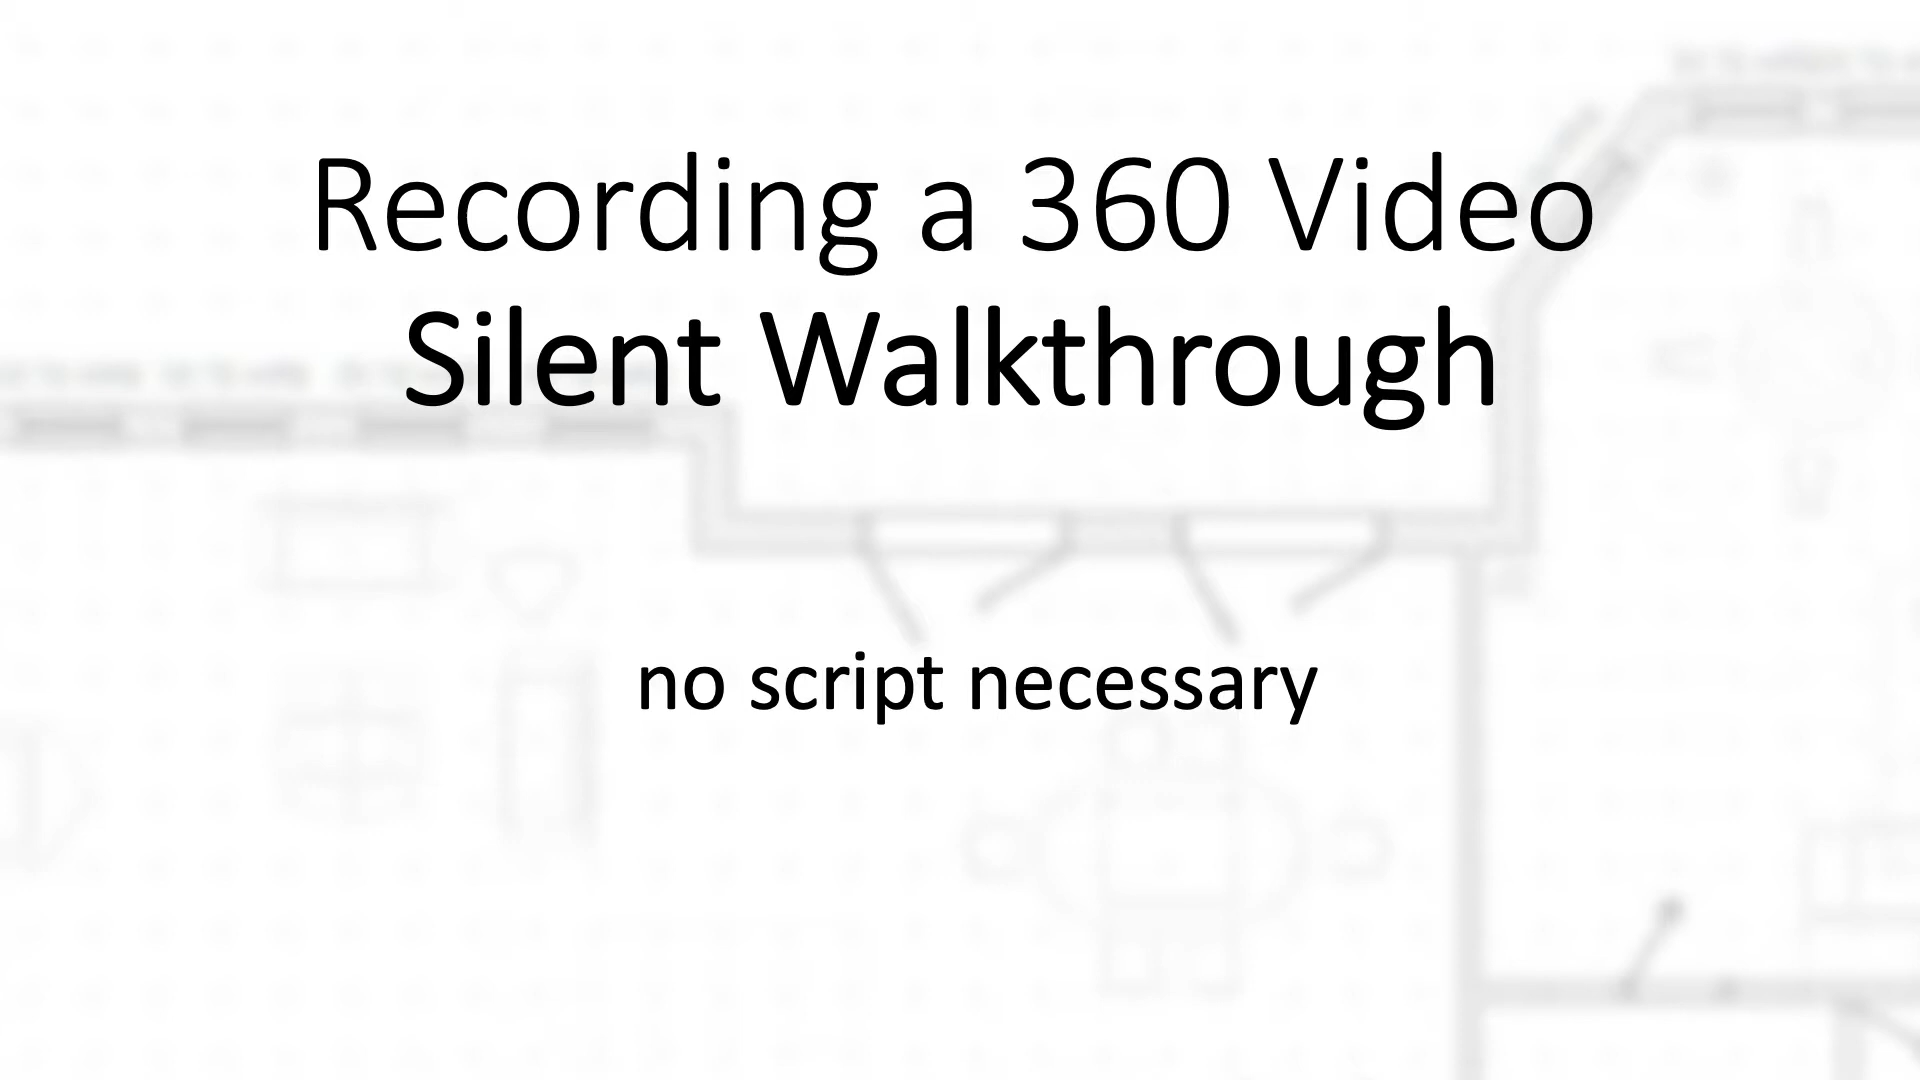 Recording a 360 Video
Silent Walkthrough
no script necessary